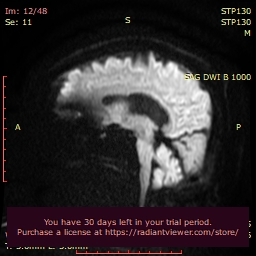 Im: 12/48
Se: 11
S
STP130
STP130
M
SAG DWI B 1000
A
P
You have 30 days left in your trial period.
Purchase a license at https://radiantviewer.com/store/